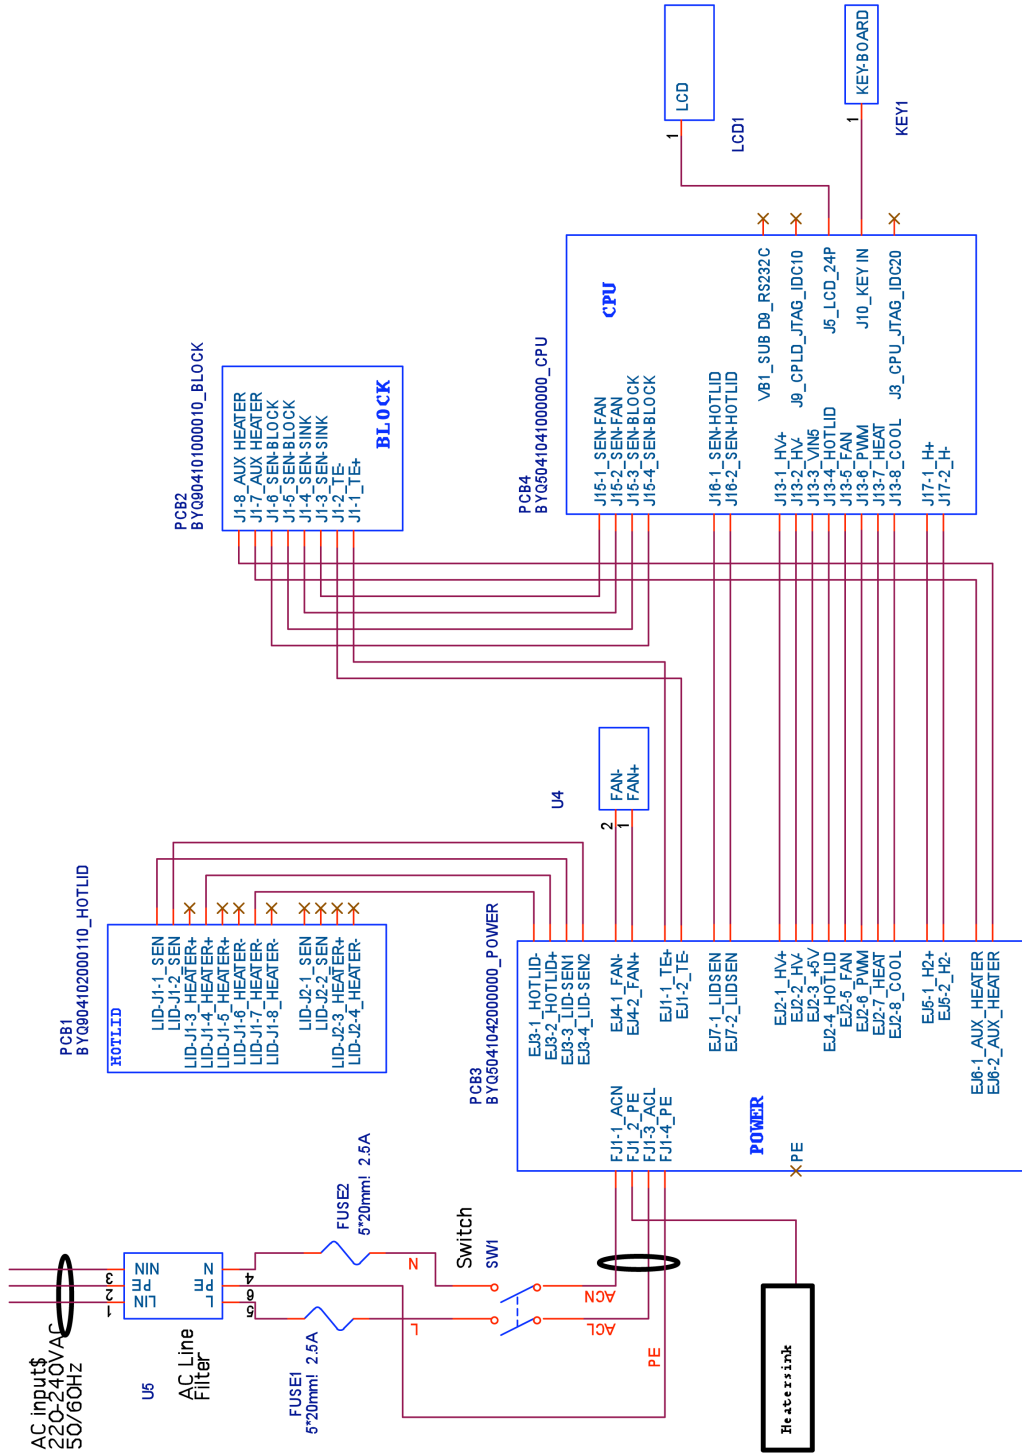 AC input$
220-240VAC
50/60Hz
1
2
3
LIN
PE
NIN
L
PE
N
5
6
4
U5
AC Line
Filter
FUSE1
5*20mm! 2.5A
FUSE2
5*20mm! 2.5A
L
N
Switch
SW1
ACL
ACN
PE
Heatersink
PCB1
BYQ904102000110_HOTLID
HOTLID
LID-J1-1_SEN
LID-J1-2_SEN
LID-J1-3_HEATER+
LID-J1-4_HEATER+
LID-J1-5_HEATER+
LID-J1-6_HEATER-
LID-J1-7_HEATER-
LID-J1-8_HEATER-
LID-J2-1_SEN
LID-J2-2_SEN
LID-J2-3_HEATER+
LID-J2-4_HEATER-
PCB3
BYQ504104200000_POWER
FJ1-1_ACN
FJ1_2_PE
FJ1-3_ACL
FJ1-4_PE
POWER
PE
EJ3-1_HOTLID-
EJ3-2_HOTLID+
EJ3-3_LID-SEN1
EJ3-4_LID-SEN2
EJ4-1_FAN-
EJ4-2_FAN+
EJ1-1_TE+
EJ1-2_TE-
EJ7-1_LIDSEN
EJ7-2_LIDSEN
EJ2-1_HV+
EJ2-2_HV-
EJ2-3_+5V
EJ2-4_HOTLID
EJ2-5_FAN
EJ2-6_PWM
EJ2-7_HEAT
EJ2-8_COOL
EJ5-1_H2+
EJ5-2_H2-
EJ6-1_AUX_HEATER
EJ6-2_AUX_HEATER
U4
2
1
FAN-
FAN+
PCB2
BYQ904101000010_BLOCK
J1-8_AUX HEATER
J1-7_AUX HEATER
J1-6_SEN-BLOCK
J1-5_SEN-BLOCK
J1-4_SEN-SINK
J1-3_SEN-SINK
J1-2_TE-
J1-1_TE+
BLOCK
PCB4
BYQ504104100000_CPU
CPU
J15-1_SEN-FAN
J15-2_SEN-FAN
J15-3_SEN-BLOCK
J15-4_SEN-BLOCK
J16-1_SEN-HOTLID
J16-2_SEN-HOTLID
J13-1_HV+
J13-2_HV-
J13-3_VIN5
J13-4_HOTLID
J13-5_FAN
J13-6_PWM
J13-7_HEAT
J13-8_COOL
J17-1_H+
J17-2_H-
VB1_SUB D9_RS232C
J9_CPLD_JTAG_IDC10
J5_LCD_24P
J10_KEY IN
J3_CPU_JTAG_IDC20
1
LCD
LCD1
1
KEY-BOARD
KEY1